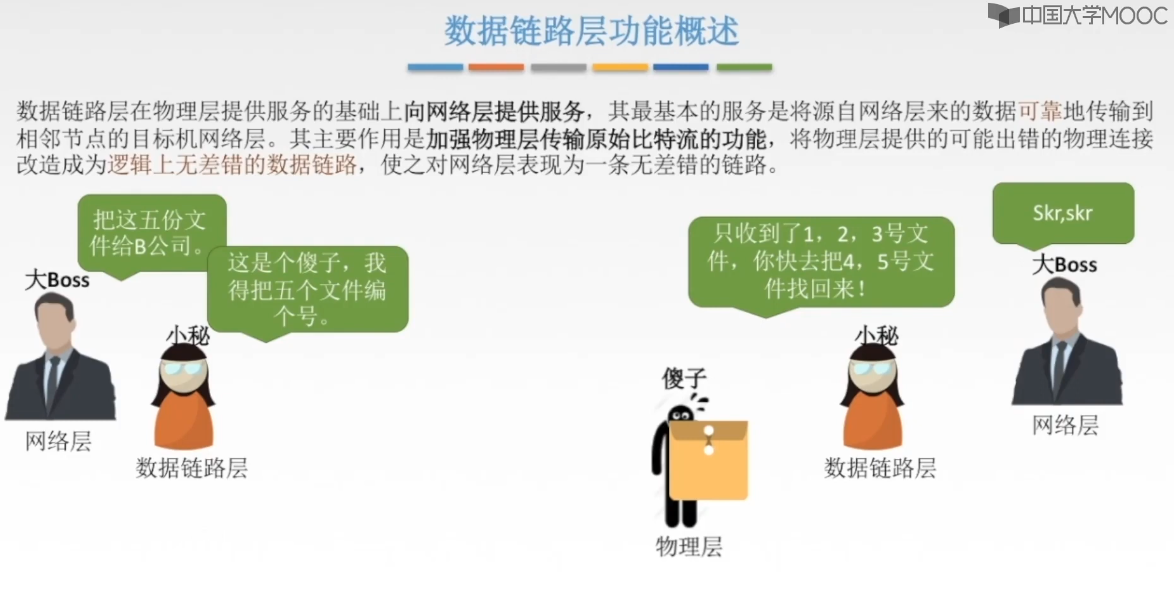 中国大学MOOC
数据链路层功能概述
数据链路层在物理层提供服务的基础上向网络层提供服务，其最基本的服务是将源自网络层来的数据可靠地传输到
相邻节点的目标机网络层。其主要作用是加强物理层传输原始比特流的功能，将物理层提供的可能出错的物理连接
改造成为逻辑上无差错的数据链路，使之对网络层表现为一条无差错的链路。
把这五份文
件给B公司。
大Boss
网络层
这是个傻子，我
得把五个文件编
个号。
小秘
数据链路层
傻子
物理层
只收到了1，2，3号文
件，你快去把4，5号文
件找回来！
小秘
数据链路层
Skr,skr
大Boss
网络层